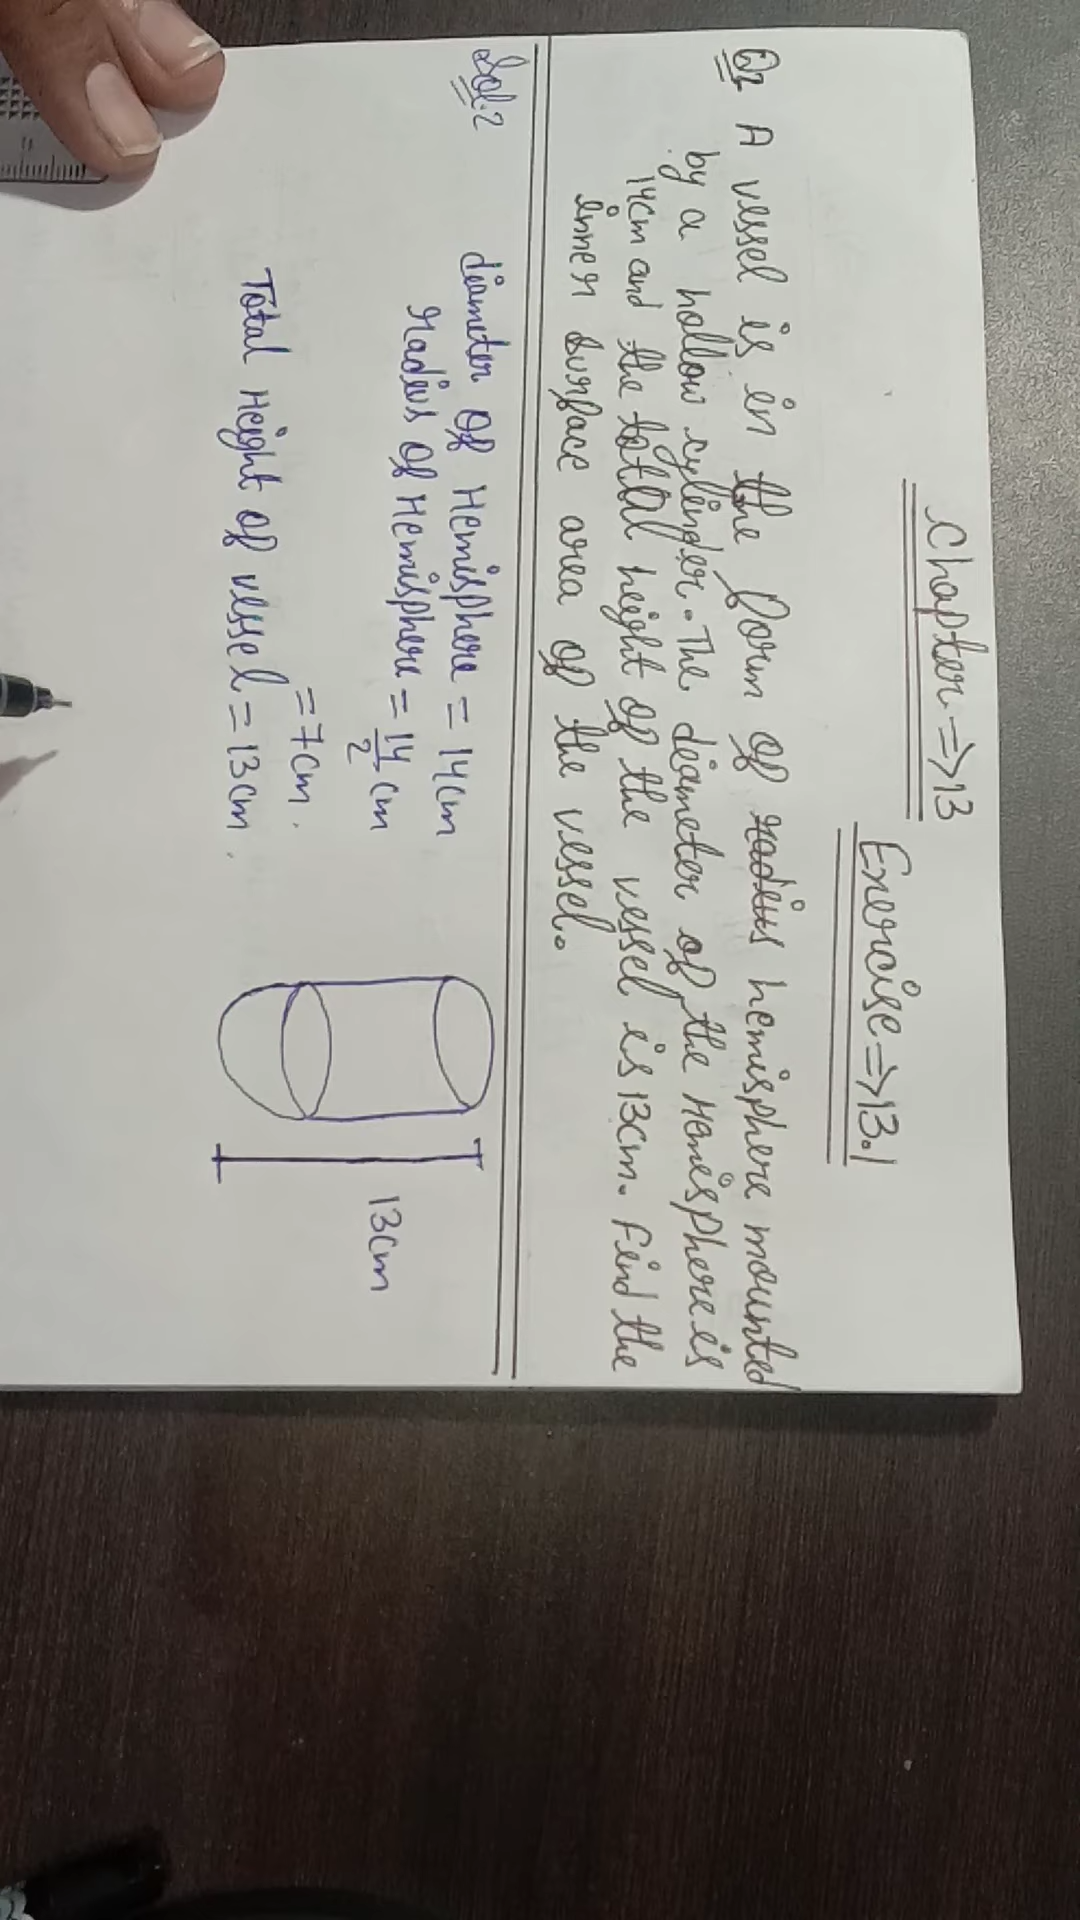 Chapter => 13
Exercise => 13.1
Q2 A vessel is in the form of radius hemisphere mounted
by a hollow cylinder. The diameter of the Hemisphere is
14cm and the total height of the vessel is 13cm. Find the
inner surface area of the vessel.
Sol. 2
diameter of Hemisphere = 14cm
radius of Hemisphere = 14/2 cm
= 7cm.
Total Height of vessel = 13cm.
13cm